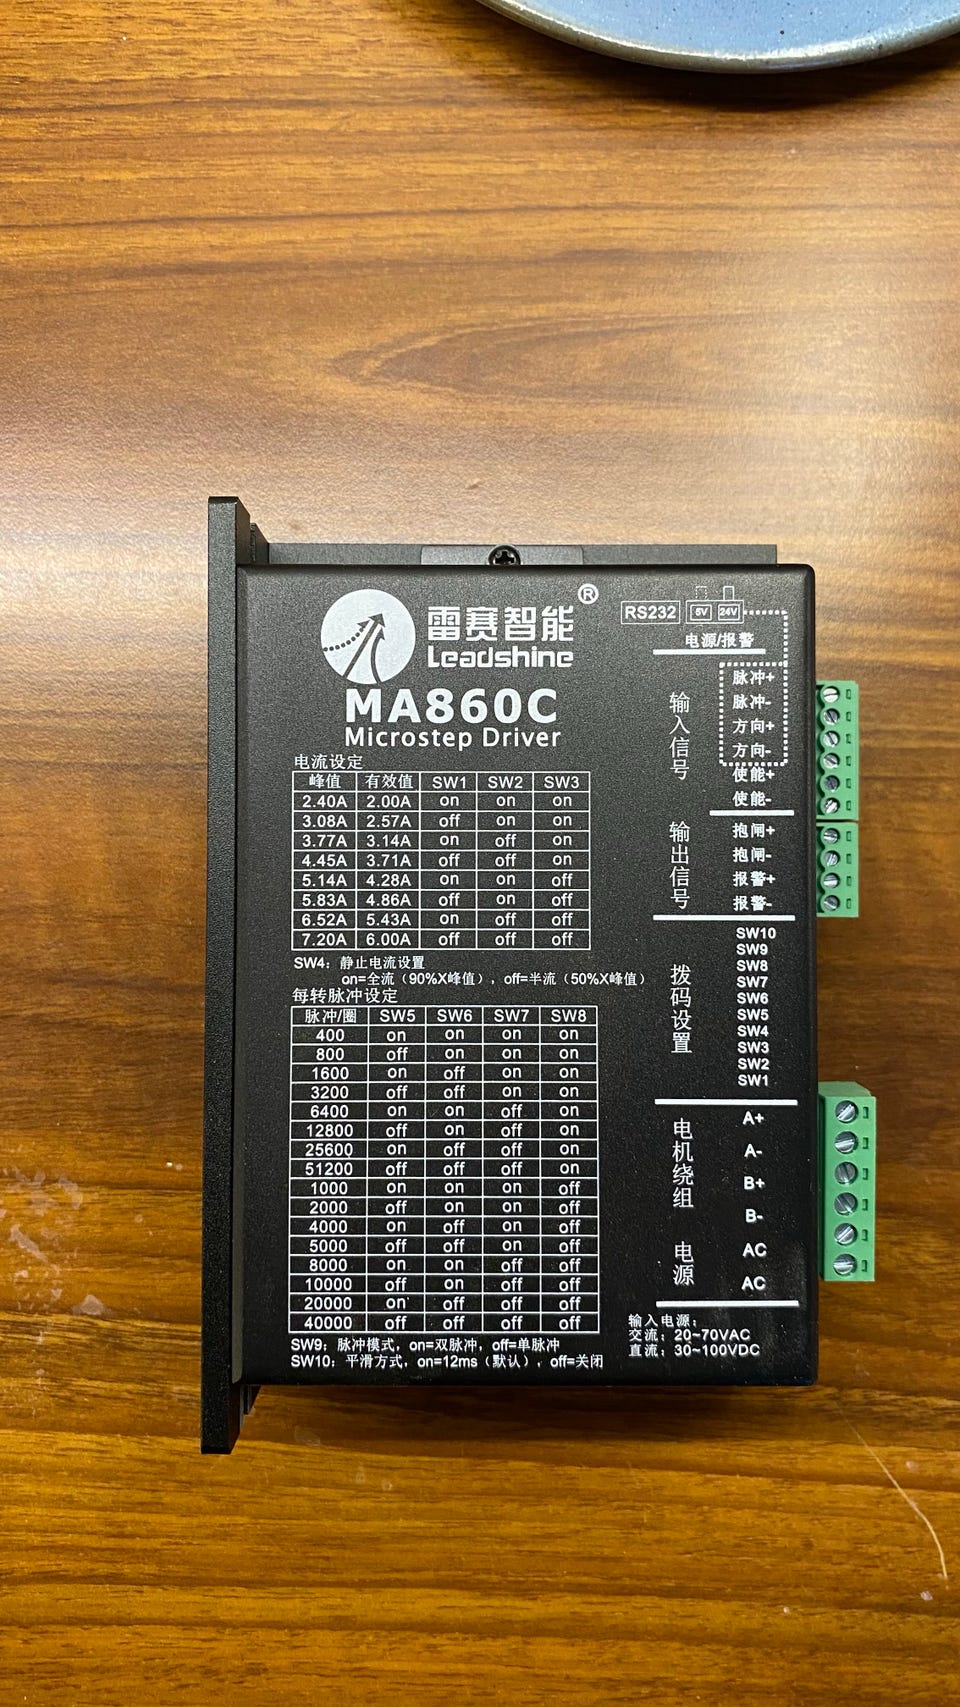 雷赛智能®
Leadshine
MA860C
Microstep Driver
电流设定
峰值 有效值 SW1 SW2 SW3
2.40A 2.00A on on on
3.08A 2.57A off on on
3.77A 3.14A on off on
4.45A 3.71A off off on
5.14A 4.28A on on off
5.83A 4.86A off on off
6.52A 5.43A on off off
7.20A 6.00A off off off
SW4：静止电流设置
on=全流（90%X峰值），off=半流（50%X峰值）
每转脉冲设定
脉冲/圈 SW5 SW6 SW7 SW8
400 on on on on
800 off on on on
1600 on off on on
3200 off off on on
6400 on on off on
12800 off on off on
25600 on off off on
51200 off off off on
1000 on on on off
2000 off on on off
4000 on off on off
5000 off off on off
8000 on on off off
10000 off on off off
20000 on off off off
40000 off off off off
SW9：脉冲模式，on=双脉冲，off=单脉冲
SW10：平滑方式，on=12ms（默认），off=关闭
RS232 5V 24V
电源/报警
输入信号
脉冲+
脉冲-
方向+
方向-
使能+
使能-
输出信号
抱闸+
抱闸-
报警+
报警-
拨码设置
SW10
SW9
SW8
SW7
SW6
SW5
SW4
SW3
SW2
SW1
电机绕组
A+
A-
B+
B-
电源
AC
AC
输入电源：
交流：20~70VAC
直流：30~100VDC